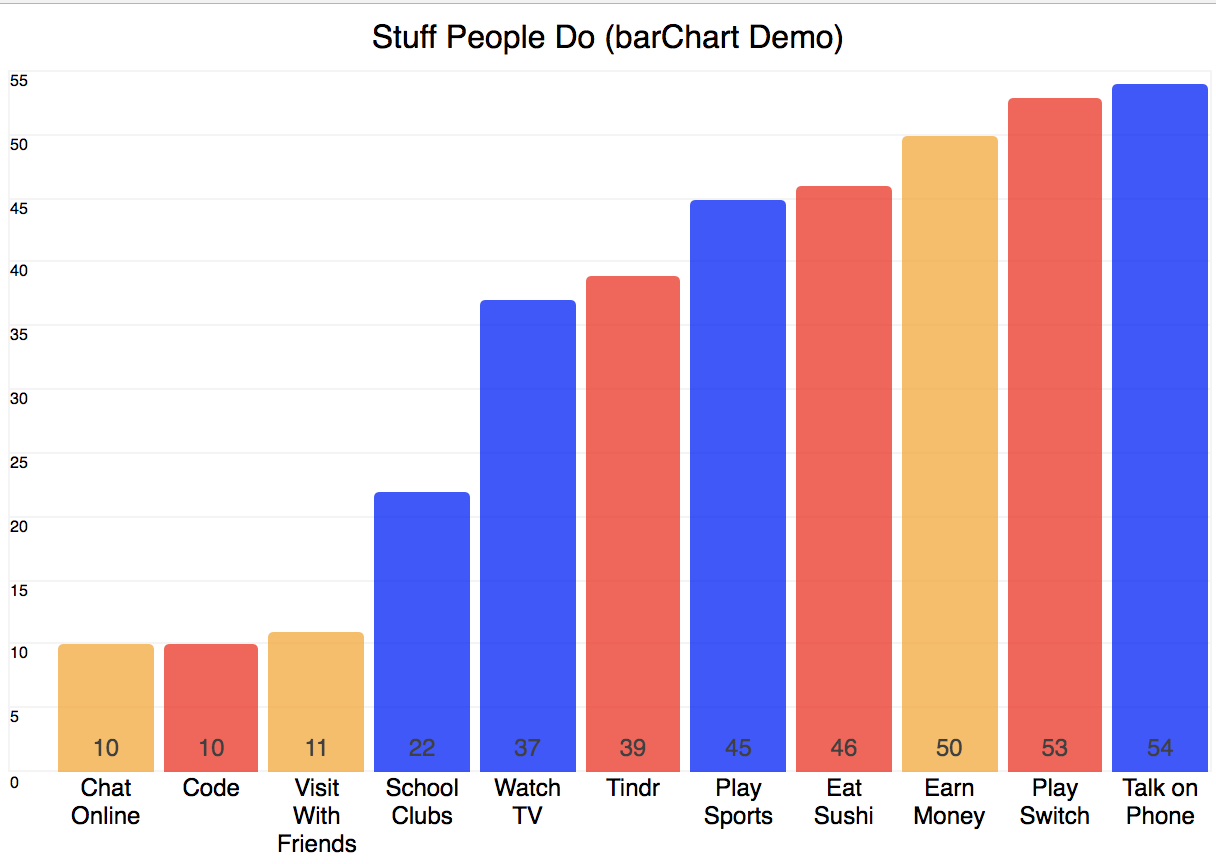 Stuff People Do (barChart Demo)
55
50
45
40
35
30
25
20
15
10
5
0
10 10 11 22 37 39 45 46 50 53 54
Chat
Online
Code
Visit
With
Friends
School
Clubs
Watch
TV
Tindr
Play
Sports
Eat
Sushi
Earn
Money
Play
Switch
Talk on
Phone